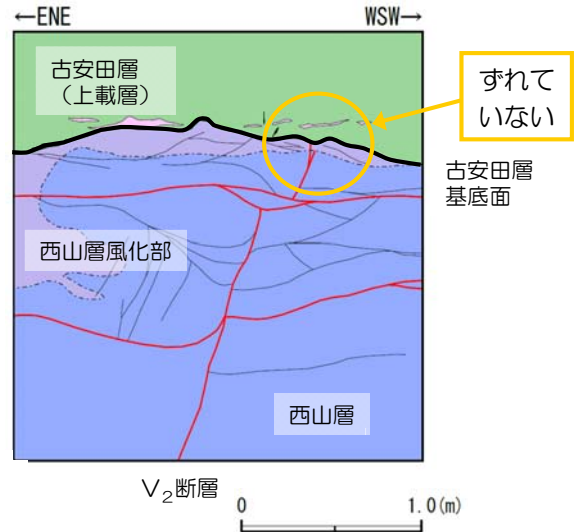 ←ENE
WSW→
古安田層
（上載層）
ずれて
いない
古安田層
基底面
西山層風化部
西山層
V₂断層
0
1.0(m)